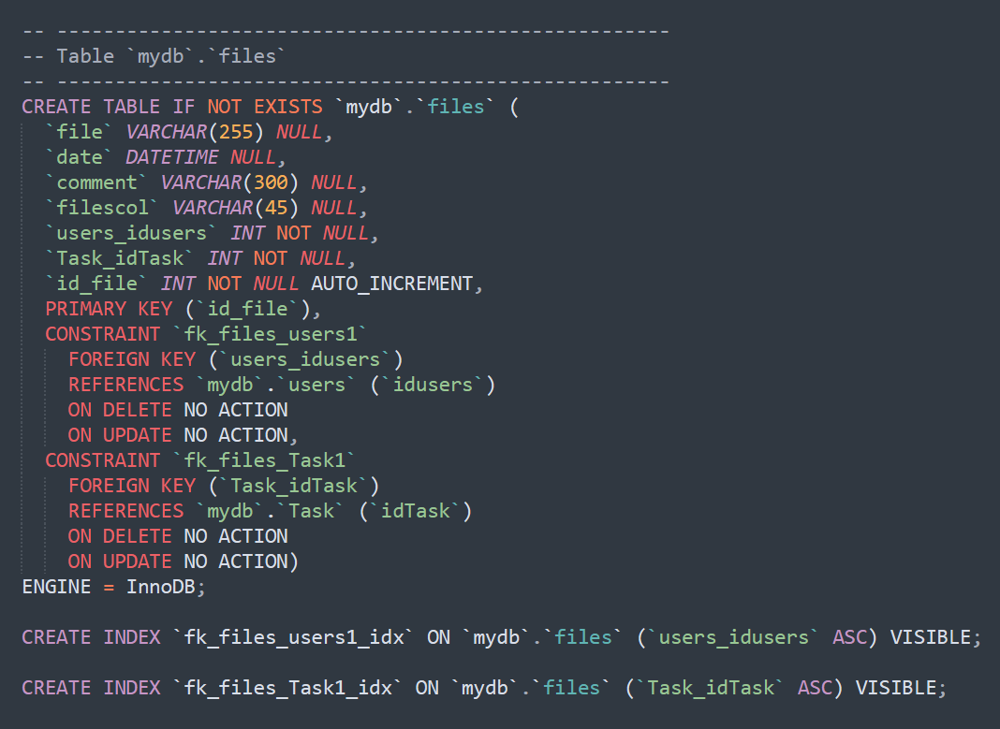 -- -----------------------------------------------------
-- Table `mydb`.`files`
-- -----------------------------------------------------
CREATE TABLE IF NOT EXISTS `mydb`.`files` (
  `file` VARCHAR(255) NULL,
  `date` DATETIME NULL,
  `comment` VARCHAR(300) NULL,
  `filescol` VARCHAR(45) NULL,
  `users_idusers` INT NOT NULL,
  `Task_idTask` INT NOT NULL,
  `id_file` INT NOT NULL AUTO_INCREMENT,
  PRIMARY KEY (`id_file`),
  CONSTRAINT `fk_files_users1`
    FOREIGN KEY (`users_idusers`)
    REFERENCES `mydb`.`users` (`idusers`)
    ON DELETE NO ACTION
    ON UPDATE NO ACTION,
  CONSTRAINT `fk_files_Task1`
    FOREIGN KEY (`Task_idTask`)
    REFERENCES `mydb`.`Task` (`idTask`)
    ON DELETE NO ACTION
    ON UPDATE NO ACTION)
ENGINE = InnoDB;

CREATE INDEX `fk_files_users1_idx` ON `mydb`.`files` (`users_idusers` ASC) VISIBLE;

CREATE INDEX `fk_files_Task1_idx` ON `mydb`.`files` (`Task_idTask` ASC) VISIBLE;